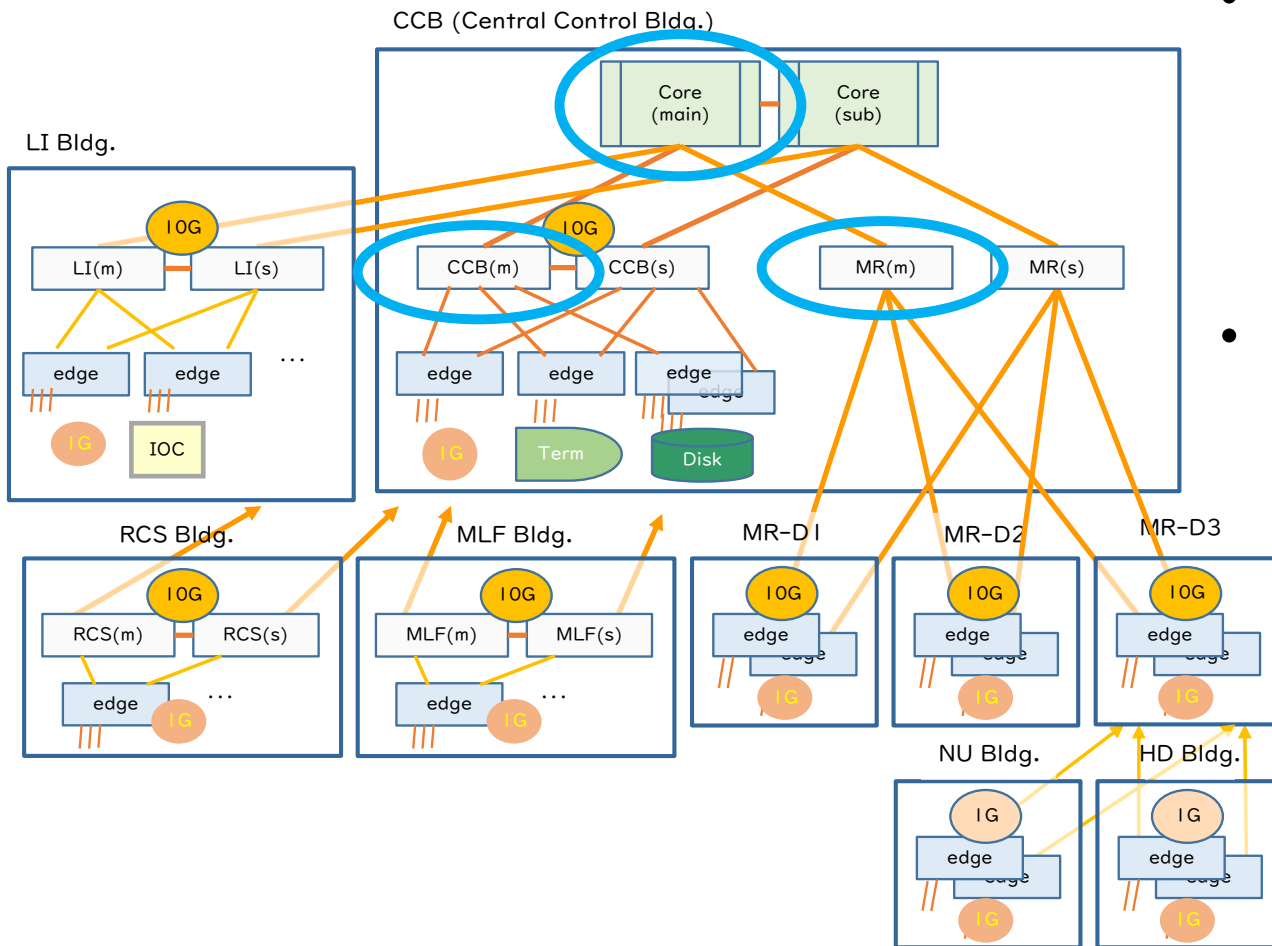 CCB (Central Control Bldg.)
Core
(main)
Core
(sub)
LI Bldg.
10G
LI(m)
LI(s)
10G
CCB(m)
CCB(s)
MR(m)
MR(s)
edge
edge
...
edge
edge
edge
edge
1G
IOC
1G
Term
Disk
RCS Bldg.
MLF Bldg.
MR-D1
MR-D2
MR-D3
10G
RCS(m)
RCS(s)
edge
...
1G
10G
MLF(m)
MLF(s)
edge
...
1G
10G
edge
edge
1G
10G
edge
edge
1G
10G
edge
edge
1G
NU Bldg.
HD Bldg.
1G
edge
edge
1G
1G
edge
edge
1G